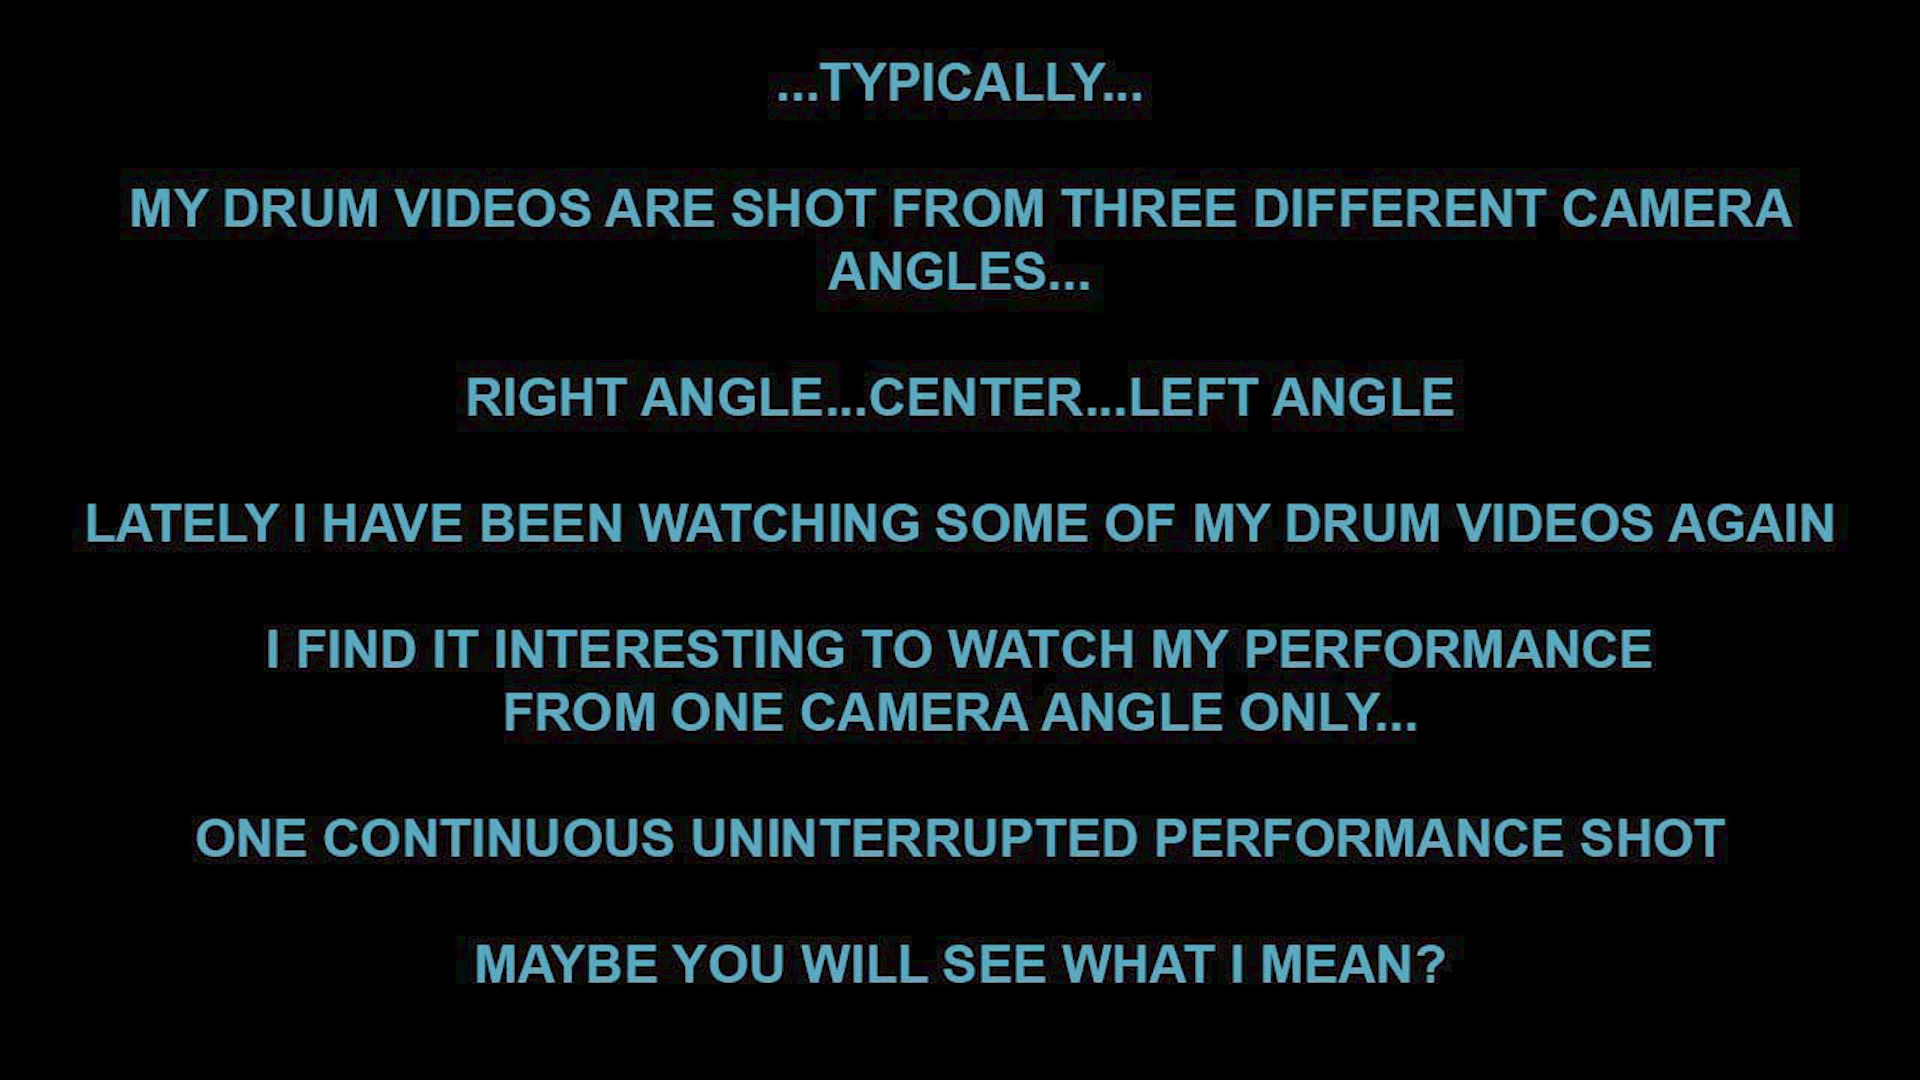 ...TYPICALLY...
MY DRUM VIDEOS ARE SHOT FROM THREE DIFFERENT CAMERA
ANGLES...
RIGHT ANGLE...CENTER...LEFT ANGLE
LATELY I HAVE BEEN WATCHING SOME OF MY DRUM VIDEOS AGAIN
I FIND IT INTERESTING TO WATCH MY PERFORMANCE
FROM ONE CAMERA ANGLE ONLY...
ONE CONTINUOUS UNINTERRUPTED PERFORMANCE SHOT
MAYBE YOU WILL SEE WHAT I MEAN?